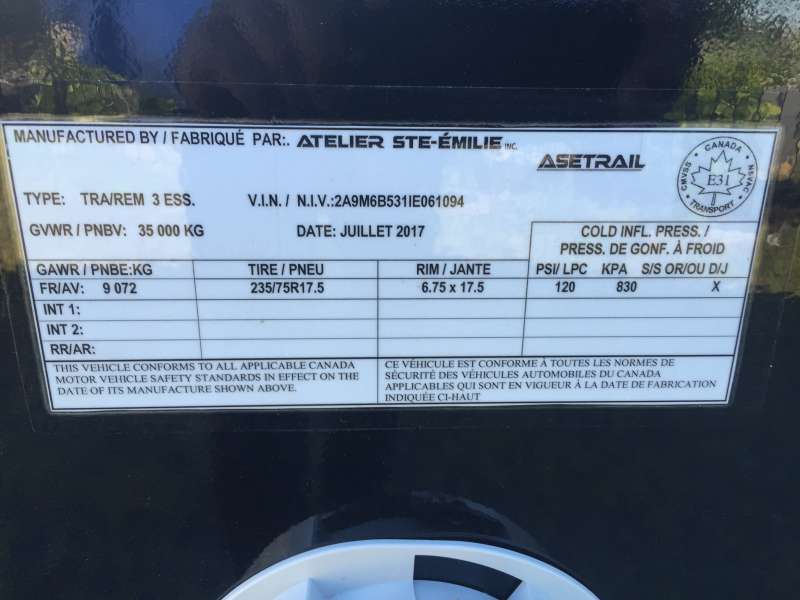 MANUFACTURED BY / FABRIQUÉ PAR:. ATELIER STE-ÉMILIE INC.
ASETRAIL
CANADA
CMVSS E31 NSVAC
TRANSPORT
TYPE: TRA/REM 3 ESS. V.I.N. / N.I.V.:2A9M6B531IE061094
GVWR / PNBV: 35 000 KG DATE: JUILLET 2017
COLD INFL. PRESS. /
PRESS. DE GONF. À FROID
GAWR / PNBE:KG TIRE / PNEU RIM / JANTE PSI/ LPC KPA S/S OR/OU D/J
FR/AV: 9 072 235/75R17.5 6.75 x 17.5 120 830 X
INT 1:
INT 2:
RR/AR:
THIS VEHICLE CONFORMS TO ALL APPLICABLE CANADA
MOTOR VEHICLE SAFETY STANDARDS IN EFFECT ON THE
DATE OF ITS MANUFACTURE SHOWN ABOVE.
CE VÉHICULE EST CONFORME À TOUTES LES NORMES DE
SÉCURITÉ DES VÉHICULES AUTOMOBILES DU CANADA
APPLICABLES QUI SONT EN VIGUEUR À LA DATE DE FABRICATION
INDIQUÉE CI-HAUT